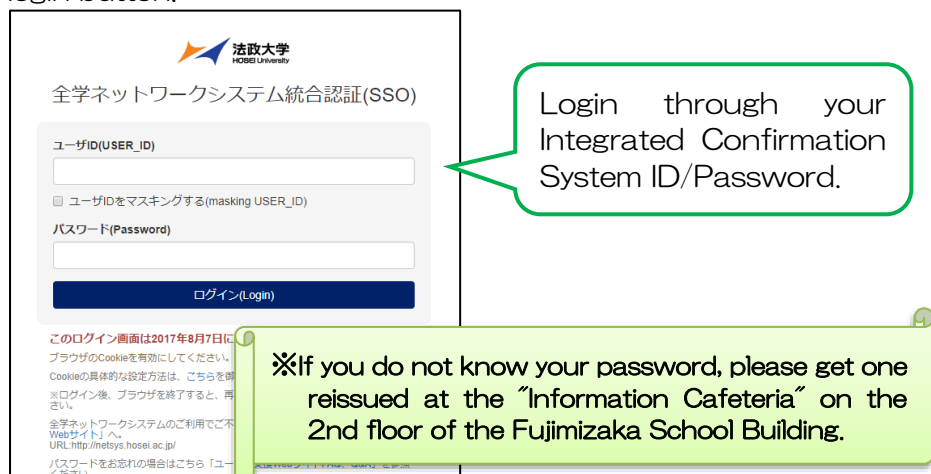 login button.
法政大学
HOSEI University
全学ネットワークシステム統合認証(SSO)
ユーザID(USER_ID)
ユーザIDをマスキングする(masking USER_ID)
パスワード(Password)
ログイン(Login)
このログイン画面は2017年8月7日に
ブラウザのCookieを有効にしてください。
Cookieの具体的な設定方法は、こちらを御
※ログイン後、ブラウザを終了すると、再
さい。
全学ネットワークシステムのご利用でご不
Webサイト」へ。
URL:http://netsys.hosei.ac.jp/
パスワードをお忘れの場合はこちら「ユー
ください
Login through your
Integrated Confirmation
System ID/Password.
※If you do not know your password, please get one
reissued at the "Information Cafeteria" on the
2nd floor of the Fujimizaka School Building.